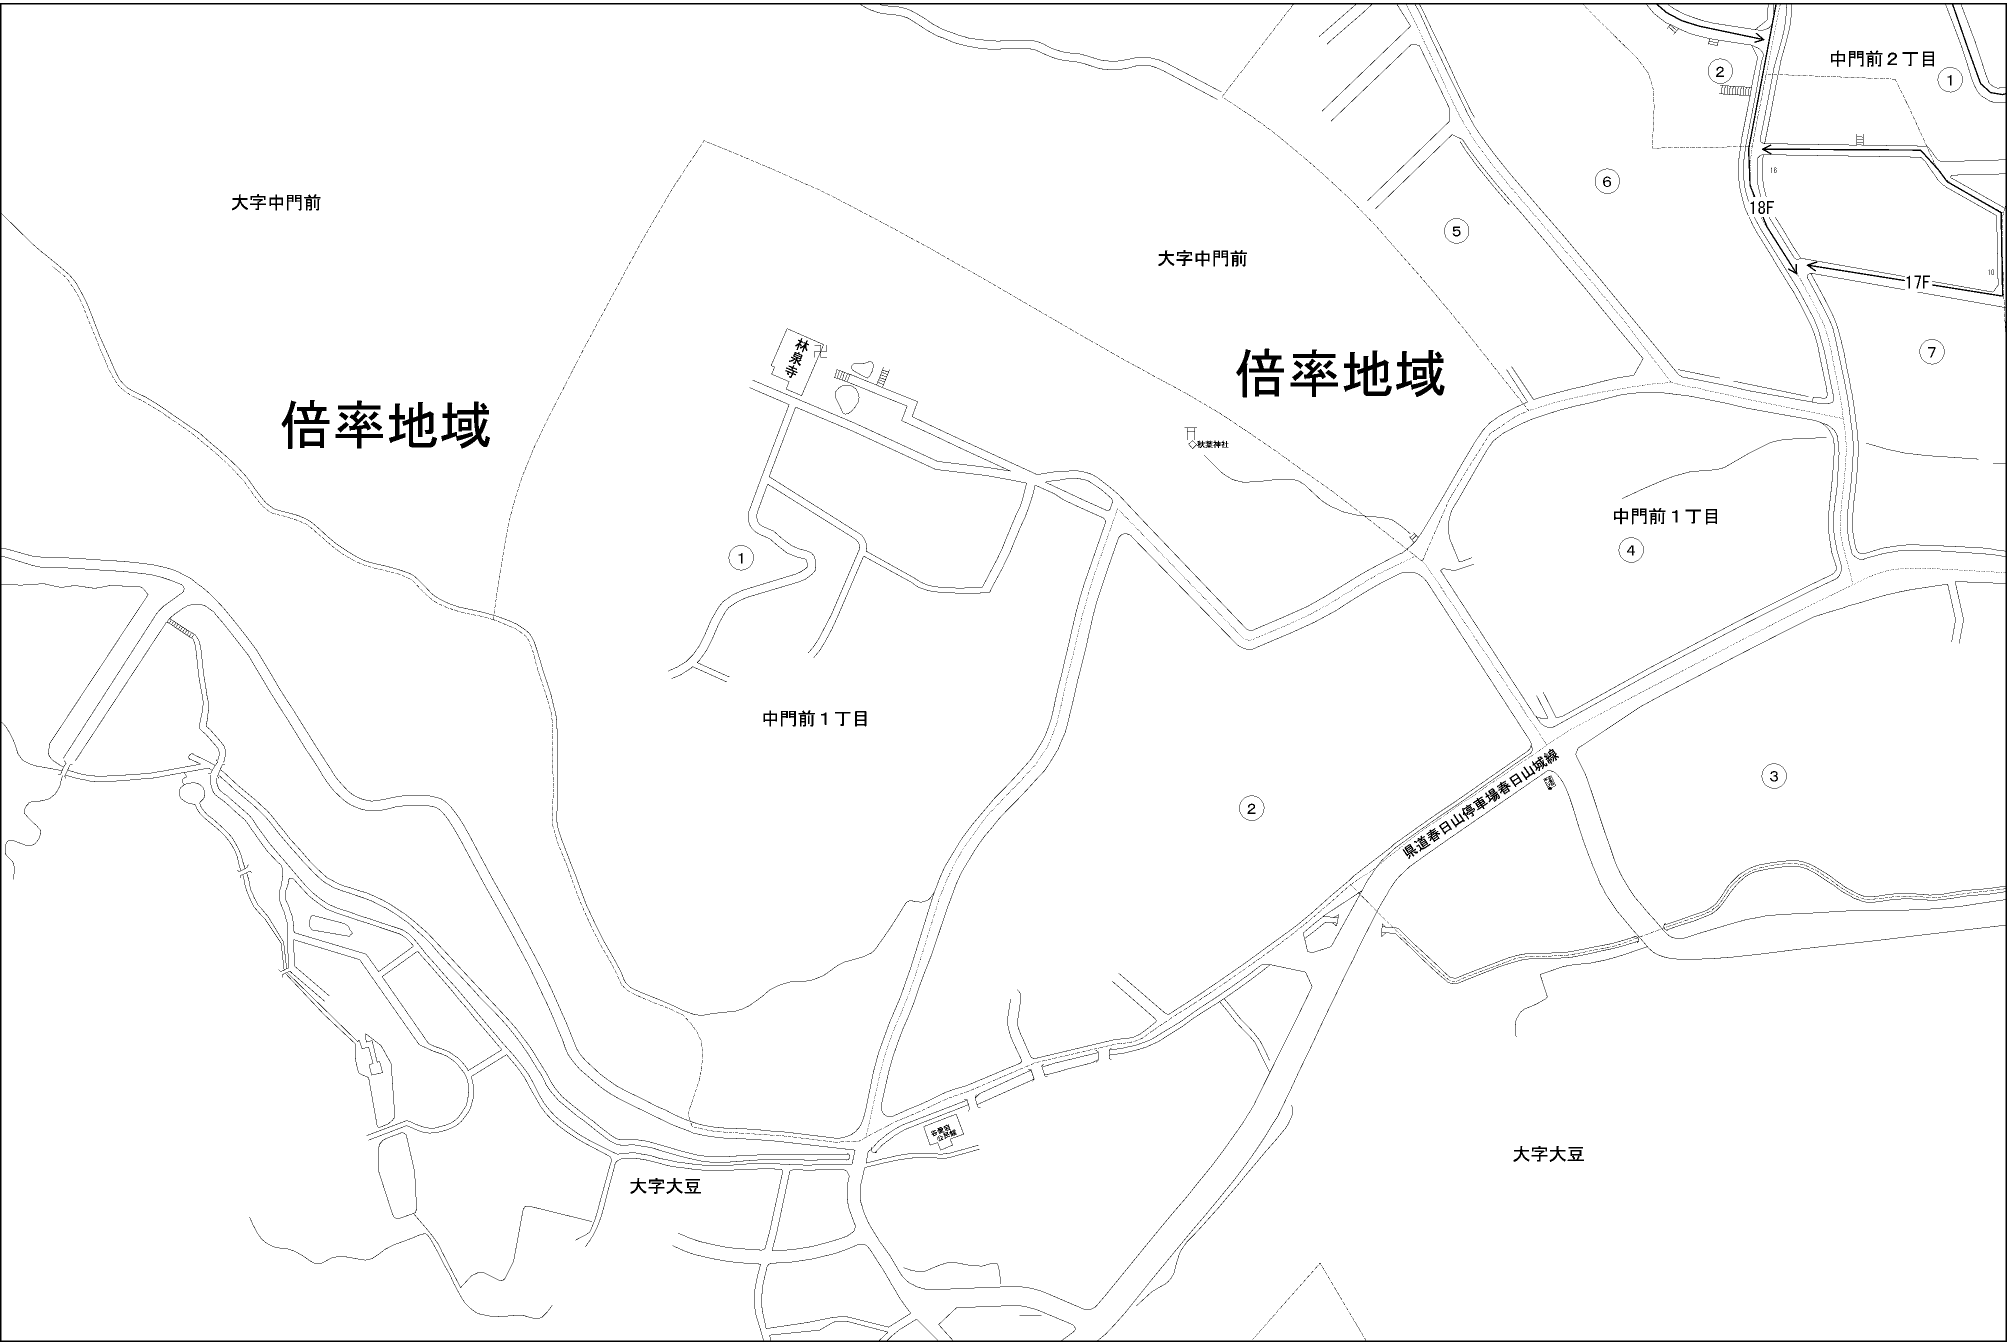 中門前２丁目
②
①
16
大字中門前
⑥
18F
⑤
大字中門前
10
17F
林泉寺
⑦
倍率地域
倍率地域
秋葉神社
中門前１丁目
④
①
中門前１丁目
③
県道春日山停車場春日山城線
②
大字大豆
大字大豆